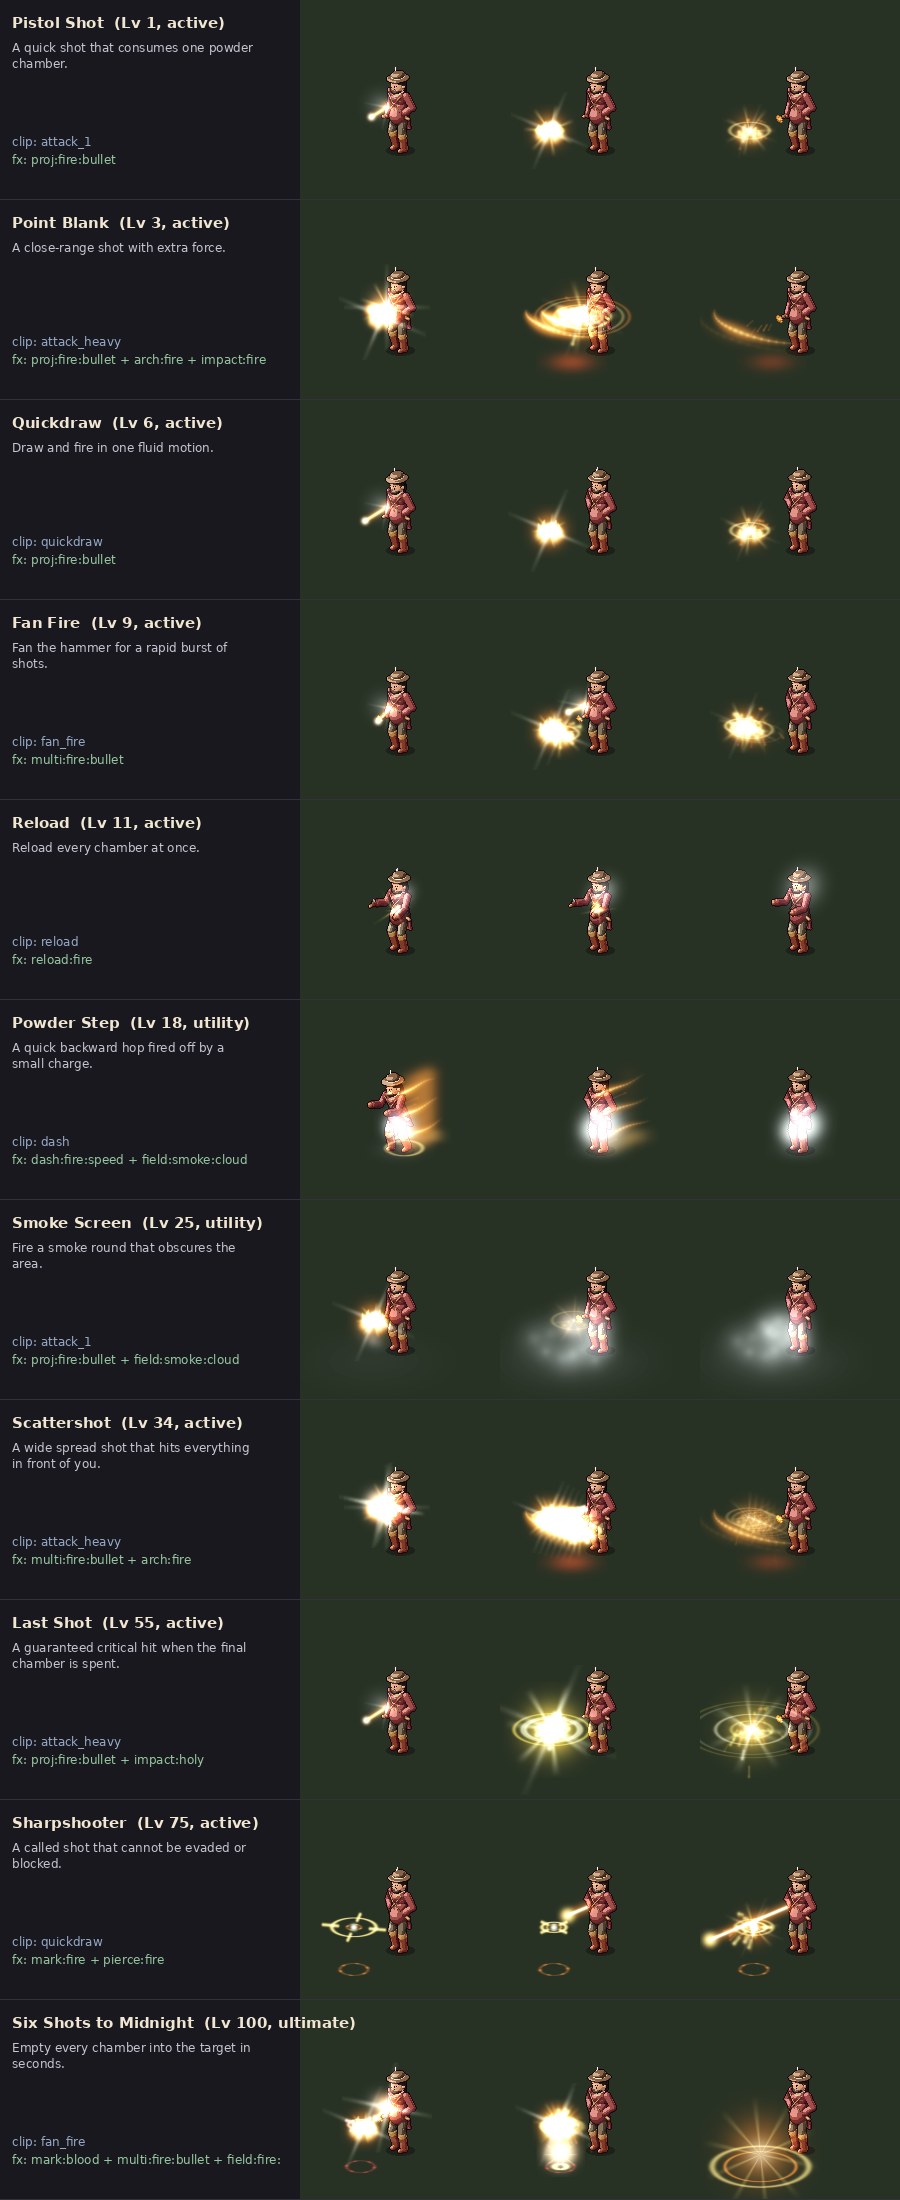 Pistol Shot  (Lv 1, active)
A quick shot that consumes one powder
chamber.
clip: attack_1
fx: proj:fire:bullet
Point Blank  (Lv 3, active)
A close-range shot with extra force.
clip: attack_heavy
fx: proj:fire:bullet + arch:fire + impact:fire
Quickdraw  (Lv 6, active)
Draw and fire in one fluid motion.
clip: quickdraw
fx: proj:fire:bullet
Fan Fire  (Lv 9, active)
Fan the hammer for a rapid burst of
shots.
clip: fan_fire
fx: multi:fire:bullet
Reload  (Lv 11, active)
Reload every chamber at once.
clip: reload
fx: reload:fire
Powder Step  (Lv 18, utility)
A quick backward hop fired off by a
small charge.
clip: dash
fx: dash:fire:speed + field:smoke:cloud
Smoke Screen  (Lv 25, utility)
Fire a smoke round that obscures the
area.
clip: attack_1
fx: proj:fire:bullet + field:smoke:cloud
Scattershot  (Lv 34, active)
A wide spread shot that hits everything
in front of you.
clip: attack_heavy
fx: multi:fire:bullet + arch:fire
Last Shot  (Lv 55, active)
A guaranteed critical hit when the final
chamber is spent.
clip: attack_heavy
fx: proj:fire:bullet + impact:holy
Sharpshooter  (Lv 75, active)
A called shot that cannot be evaded or
blocked.
clip: quickdraw
fx: mark:fire + pierce:fire
Six Shots to Midnight  (Lv 100, ultimate)
Empty every chamber into the target in
seconds.
clip: fan_fire
fx: mark:blood + multi:fire:bullet + field:fire: